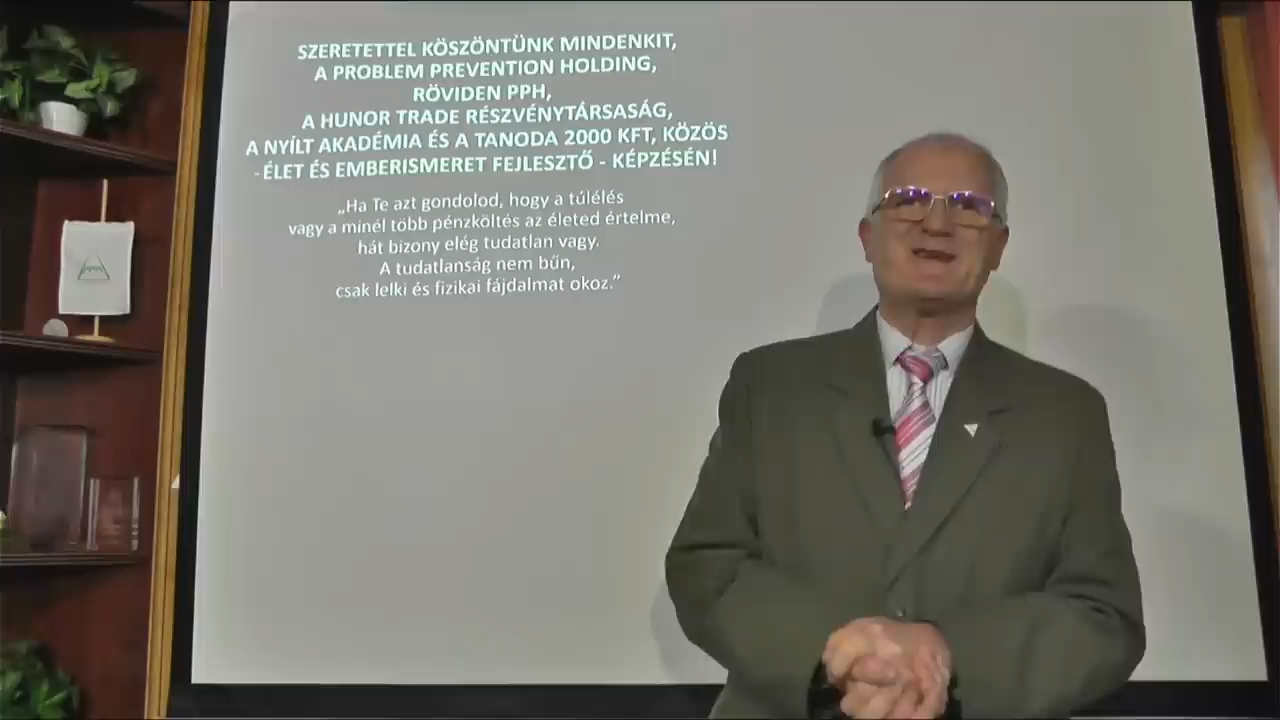 SZERETETTEL KÖSZÖNTÜNK MINDENKIT,
A PROBLEM PREVENTION HOLDING,
RÖVIDEN PPH,
A HUNOR TRADE RÉSZVÉNYTÁRSASÁG,
A NYÍLT AKADÉMIA ÉS A TANODA 2000 KFT, KÖZÖS
- ÉLET ÉS EMBERISMERET FEJLESZTŐ - KÉPZÉSÉN!
„Ha Te azt gondolod, hogy a túlélés
vagy a minél több pénzköltés az életed értelme,
hát bizony elég tudatlan vagy.
A tudatlanság nem bűn,
csak lelki és fizikai fájdalmat okoz.”